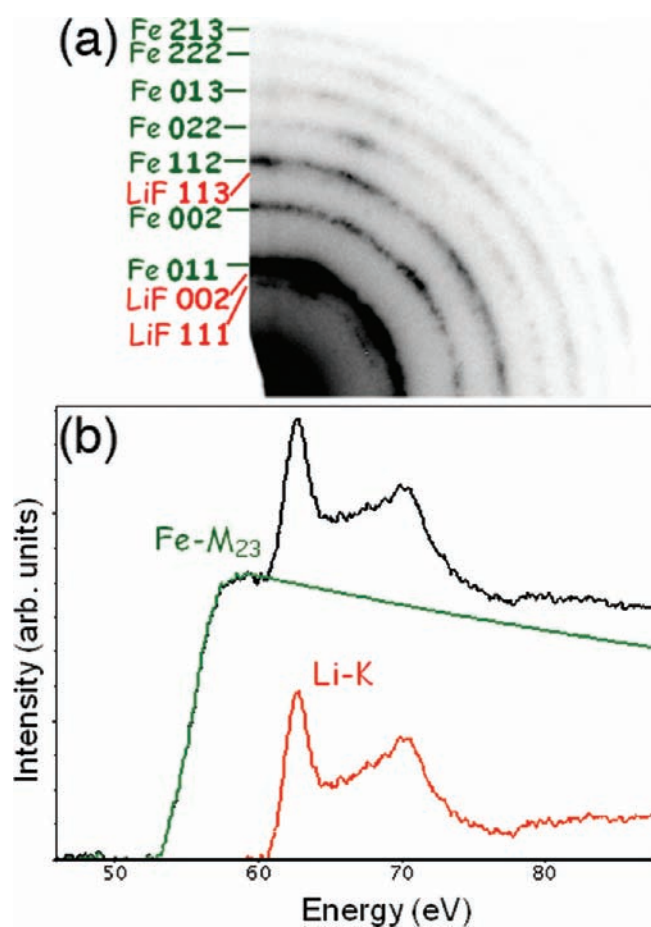 (a)
Fe 213
Fe 222
Fe 013
Fe 022
Fe 112
LiF 113
Fe 002
Fe 011
LiF 002
LiF 111
(b)
Fe-M₂₃
Li-K
Intensity (arb. units)
50 60 70 80
Energy (eV)